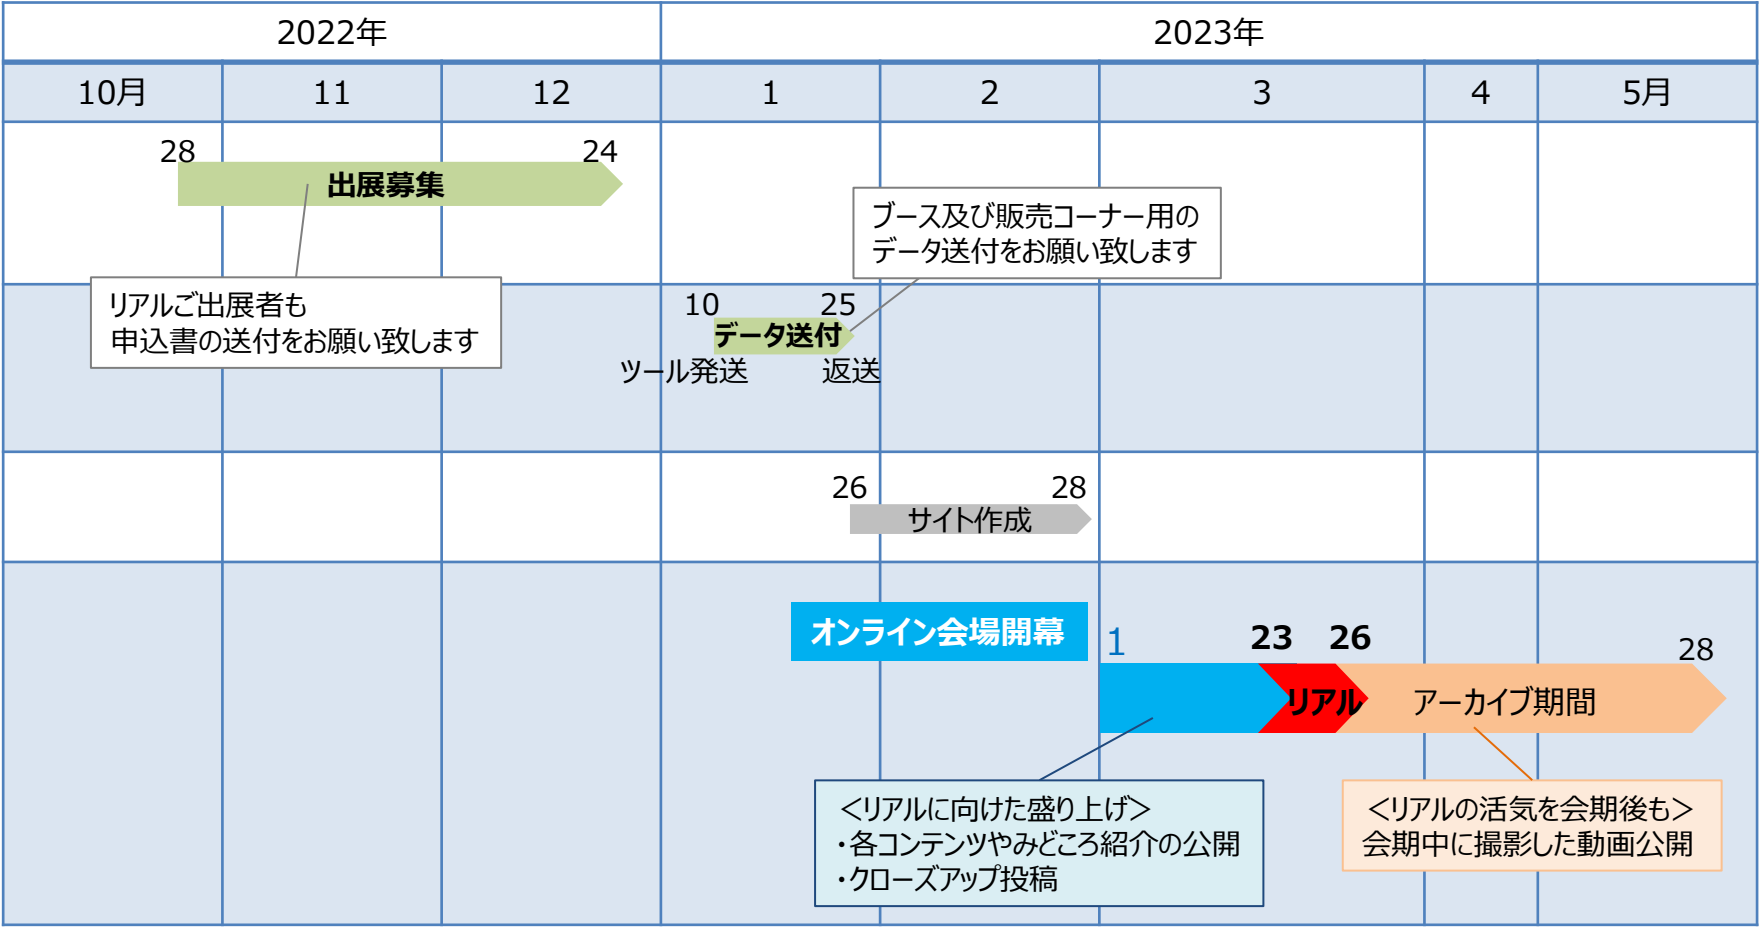 2022年
2023年
10月
11
12
1
2
3
4
5月
28
24
出展募集
リアルご出展者も
申込書の送付をお願い致します
ブース及び販売コーナー用の
データ送付をお願い致します
10
25
データ送付
ツール発送
返送
26
28
サイト作成
オンライン会場開幕
1
23
26
28
リアル
アーカイブ期間
<リアルに向けた盛り上げ>
・各コンテンツやみどころ紹介の公開
・クローズアップ投稿
<リアルの活気を会期後も>
会期中に撮影した動画公開